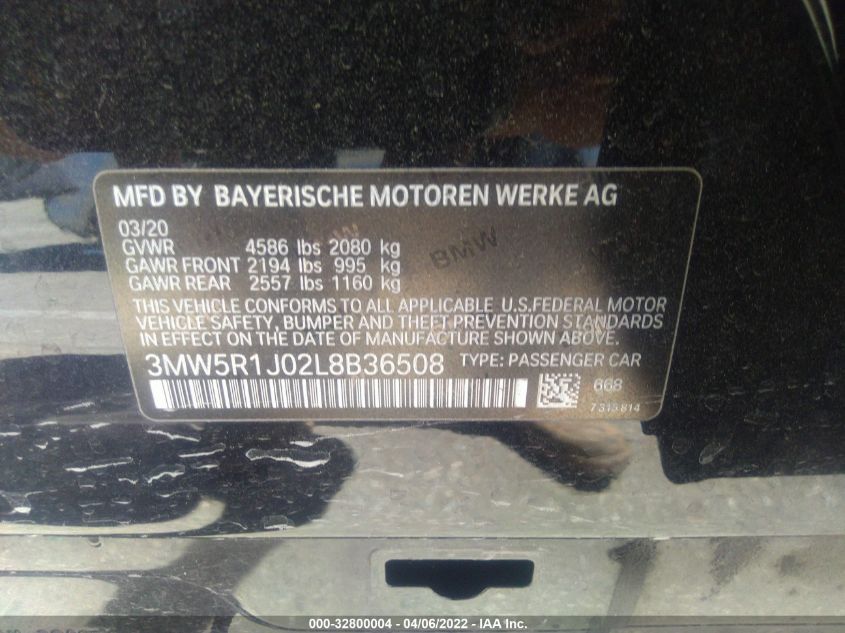 MFD BY BAYERISCHE MOTOREN WERKE AG
03/20
GVWR 4586 lbs 2080 kg
GAWR FRONT 2194 lbs 995 kg
GAWR REAR 2557 lbs 1160 kg
BMW
THIS VEHICLE CONFORMS TO ALL APPLICABLE U.S.FEDERAL MOTOR
VEHICLE SAFETY, BUMPER AND THEFT PREVENTION STANDARDS
IN EFFECT ON THE DATE OF MANUFACTURE SHOWN ABOVE.
3MW5R1J02L8B36508 TYPE: PASSENGER CAR
668
7315814
000-32800004 - 04/06/2022 - IAA Inc.